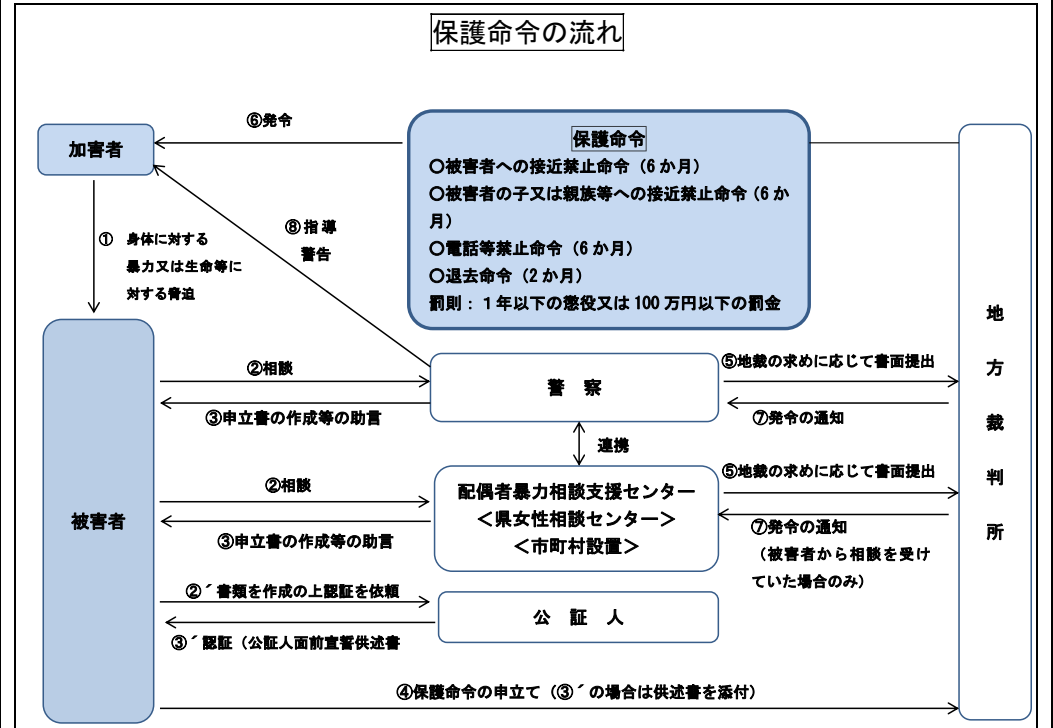 保護命令の流れ
⑥発令
加害者
保護命令
○被害者への接近禁止命令（6 か月）
○被害者の子又は親族等への接近禁止命令（6 か
月）
○電話等禁止命令（6 か月）
○退去命令（2 か月）
罰則：１年以下の懲役又は 100 万円以下の罰金
⑧指導
警告
① 身体に対する
暴力又は生命等に
対する脅迫
地
方
裁
判
所
②相談
③申立書の作成等の助言
警 察
⑤地裁の求めに応じて書面提出
⑦発令の通知
連携
被害者
②相談
③申立書の作成等の助言
配偶者暴力相談支援センター
＜県女性相談センター＞
＜市町村設置＞
⑤地裁の求めに応じて書面提出
⑦発令の通知
（被害者から相談を受け
ていた場合のみ）
②´書類を作成の上認証を依頼
③´認証（公証人面前宣誓供述書
公 証 人
④保護命令の申立て（③´の場合は供述書を添付）